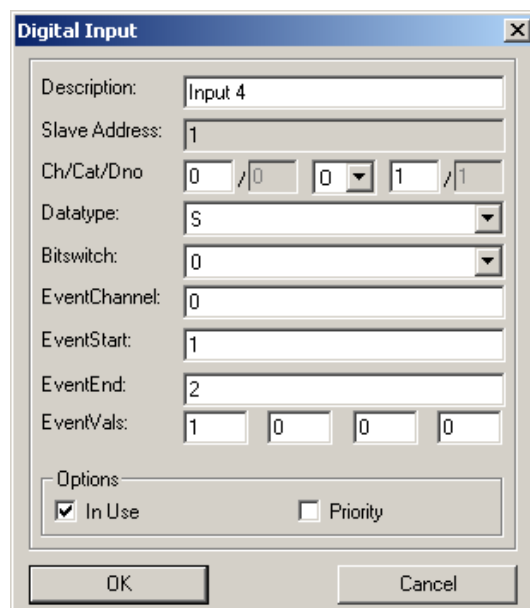 Digital Input
Description: Input 4
Slave Address: 1
Ch/Cat/Dno 0 /0 0 1 /1
Datatype: S
Bitswitch: 0
EventChannel: 0
EventStart: 1
EventEnd: 2
EventVals: 1 0 0 0
Options
In Use Priority
OK Cancel